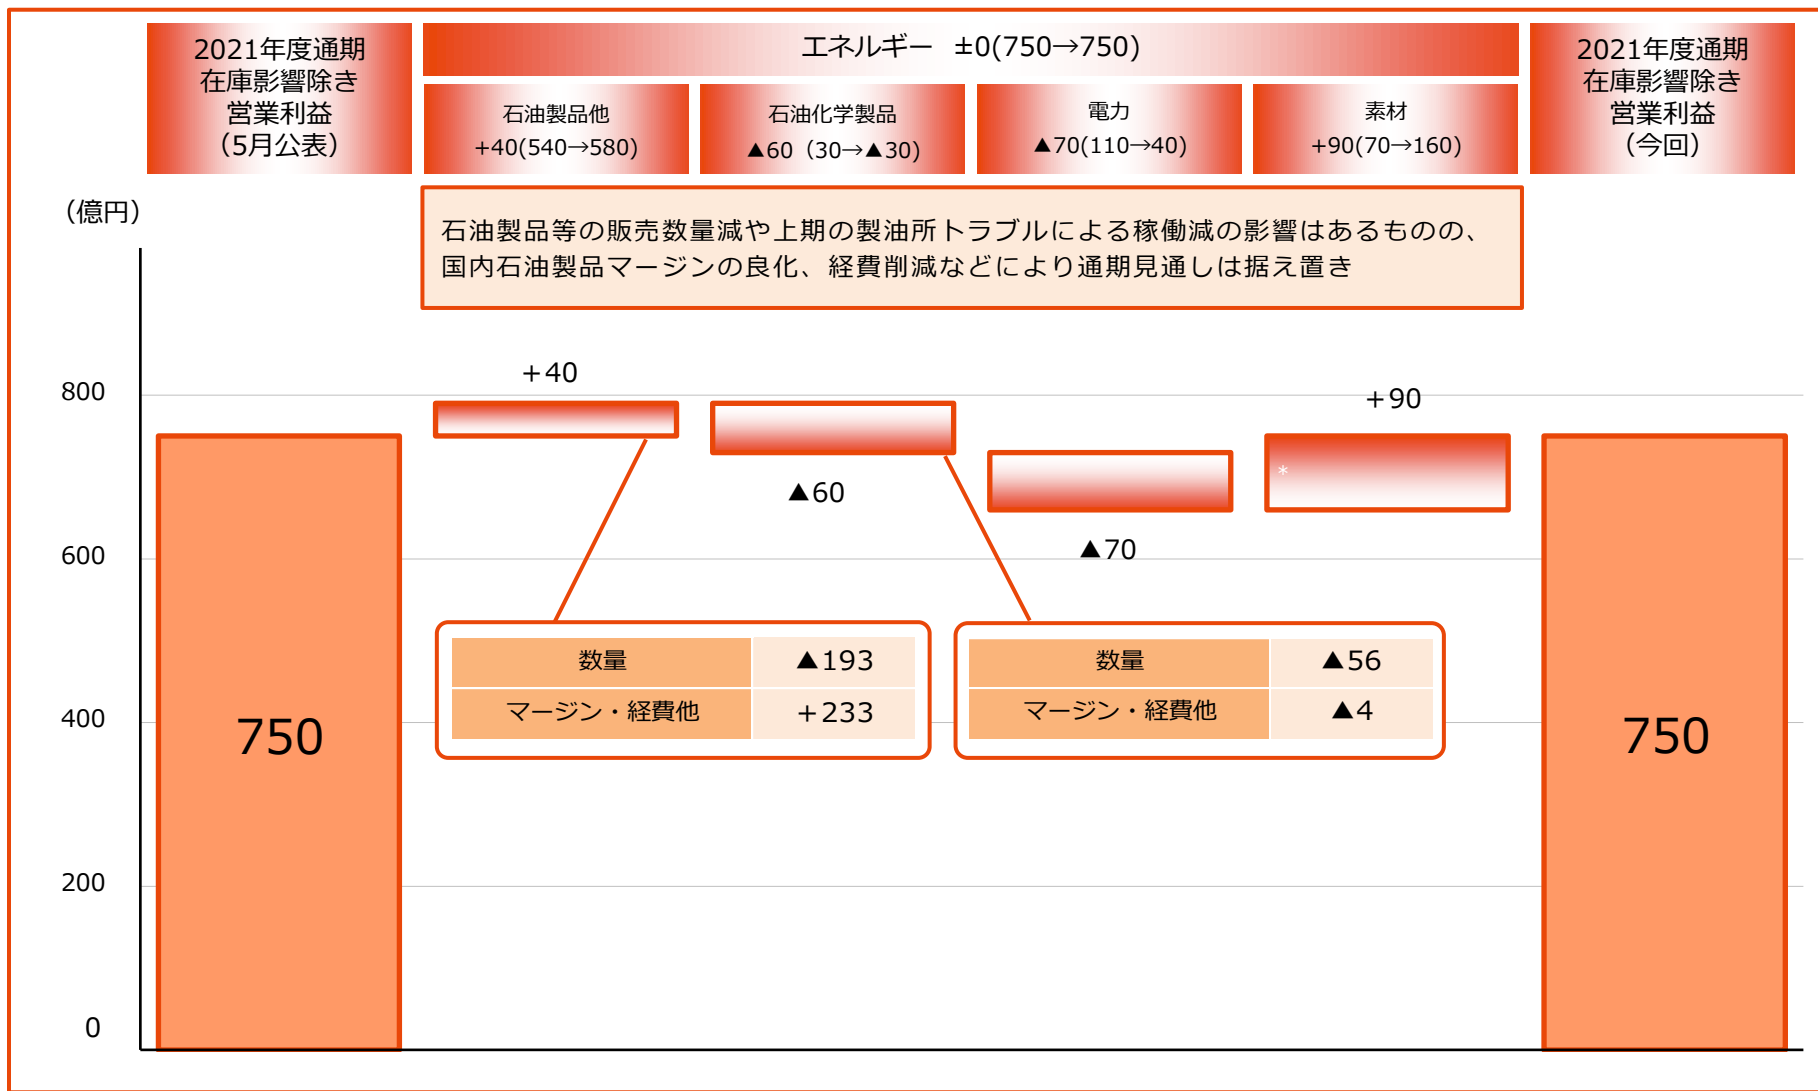 2021年度通期
在庫影響除き
営業利益
（5月公表）
エネルギー ±0(750→750)
石油製品他
+40(540→580)
石油化学製品
▲60（30→▲30）
電力
▲70(110→40)
素材
+90(70→160)
2021年度通期
在庫影響除き
営業利益
（今回）
（億円）
石油製品等の販売数量減や上期の製油所トラブルによる稼働減の影響はあるものの、
国内石油製品マージンの良化、経費削減などにより通期見通しは据え置き
800
600
400
200
0
750
+40
▲60
▲70
+90
*
750
数量 ▲193
マージン・経費他 +233
数量 ▲56
マージン・経費他 ▲4